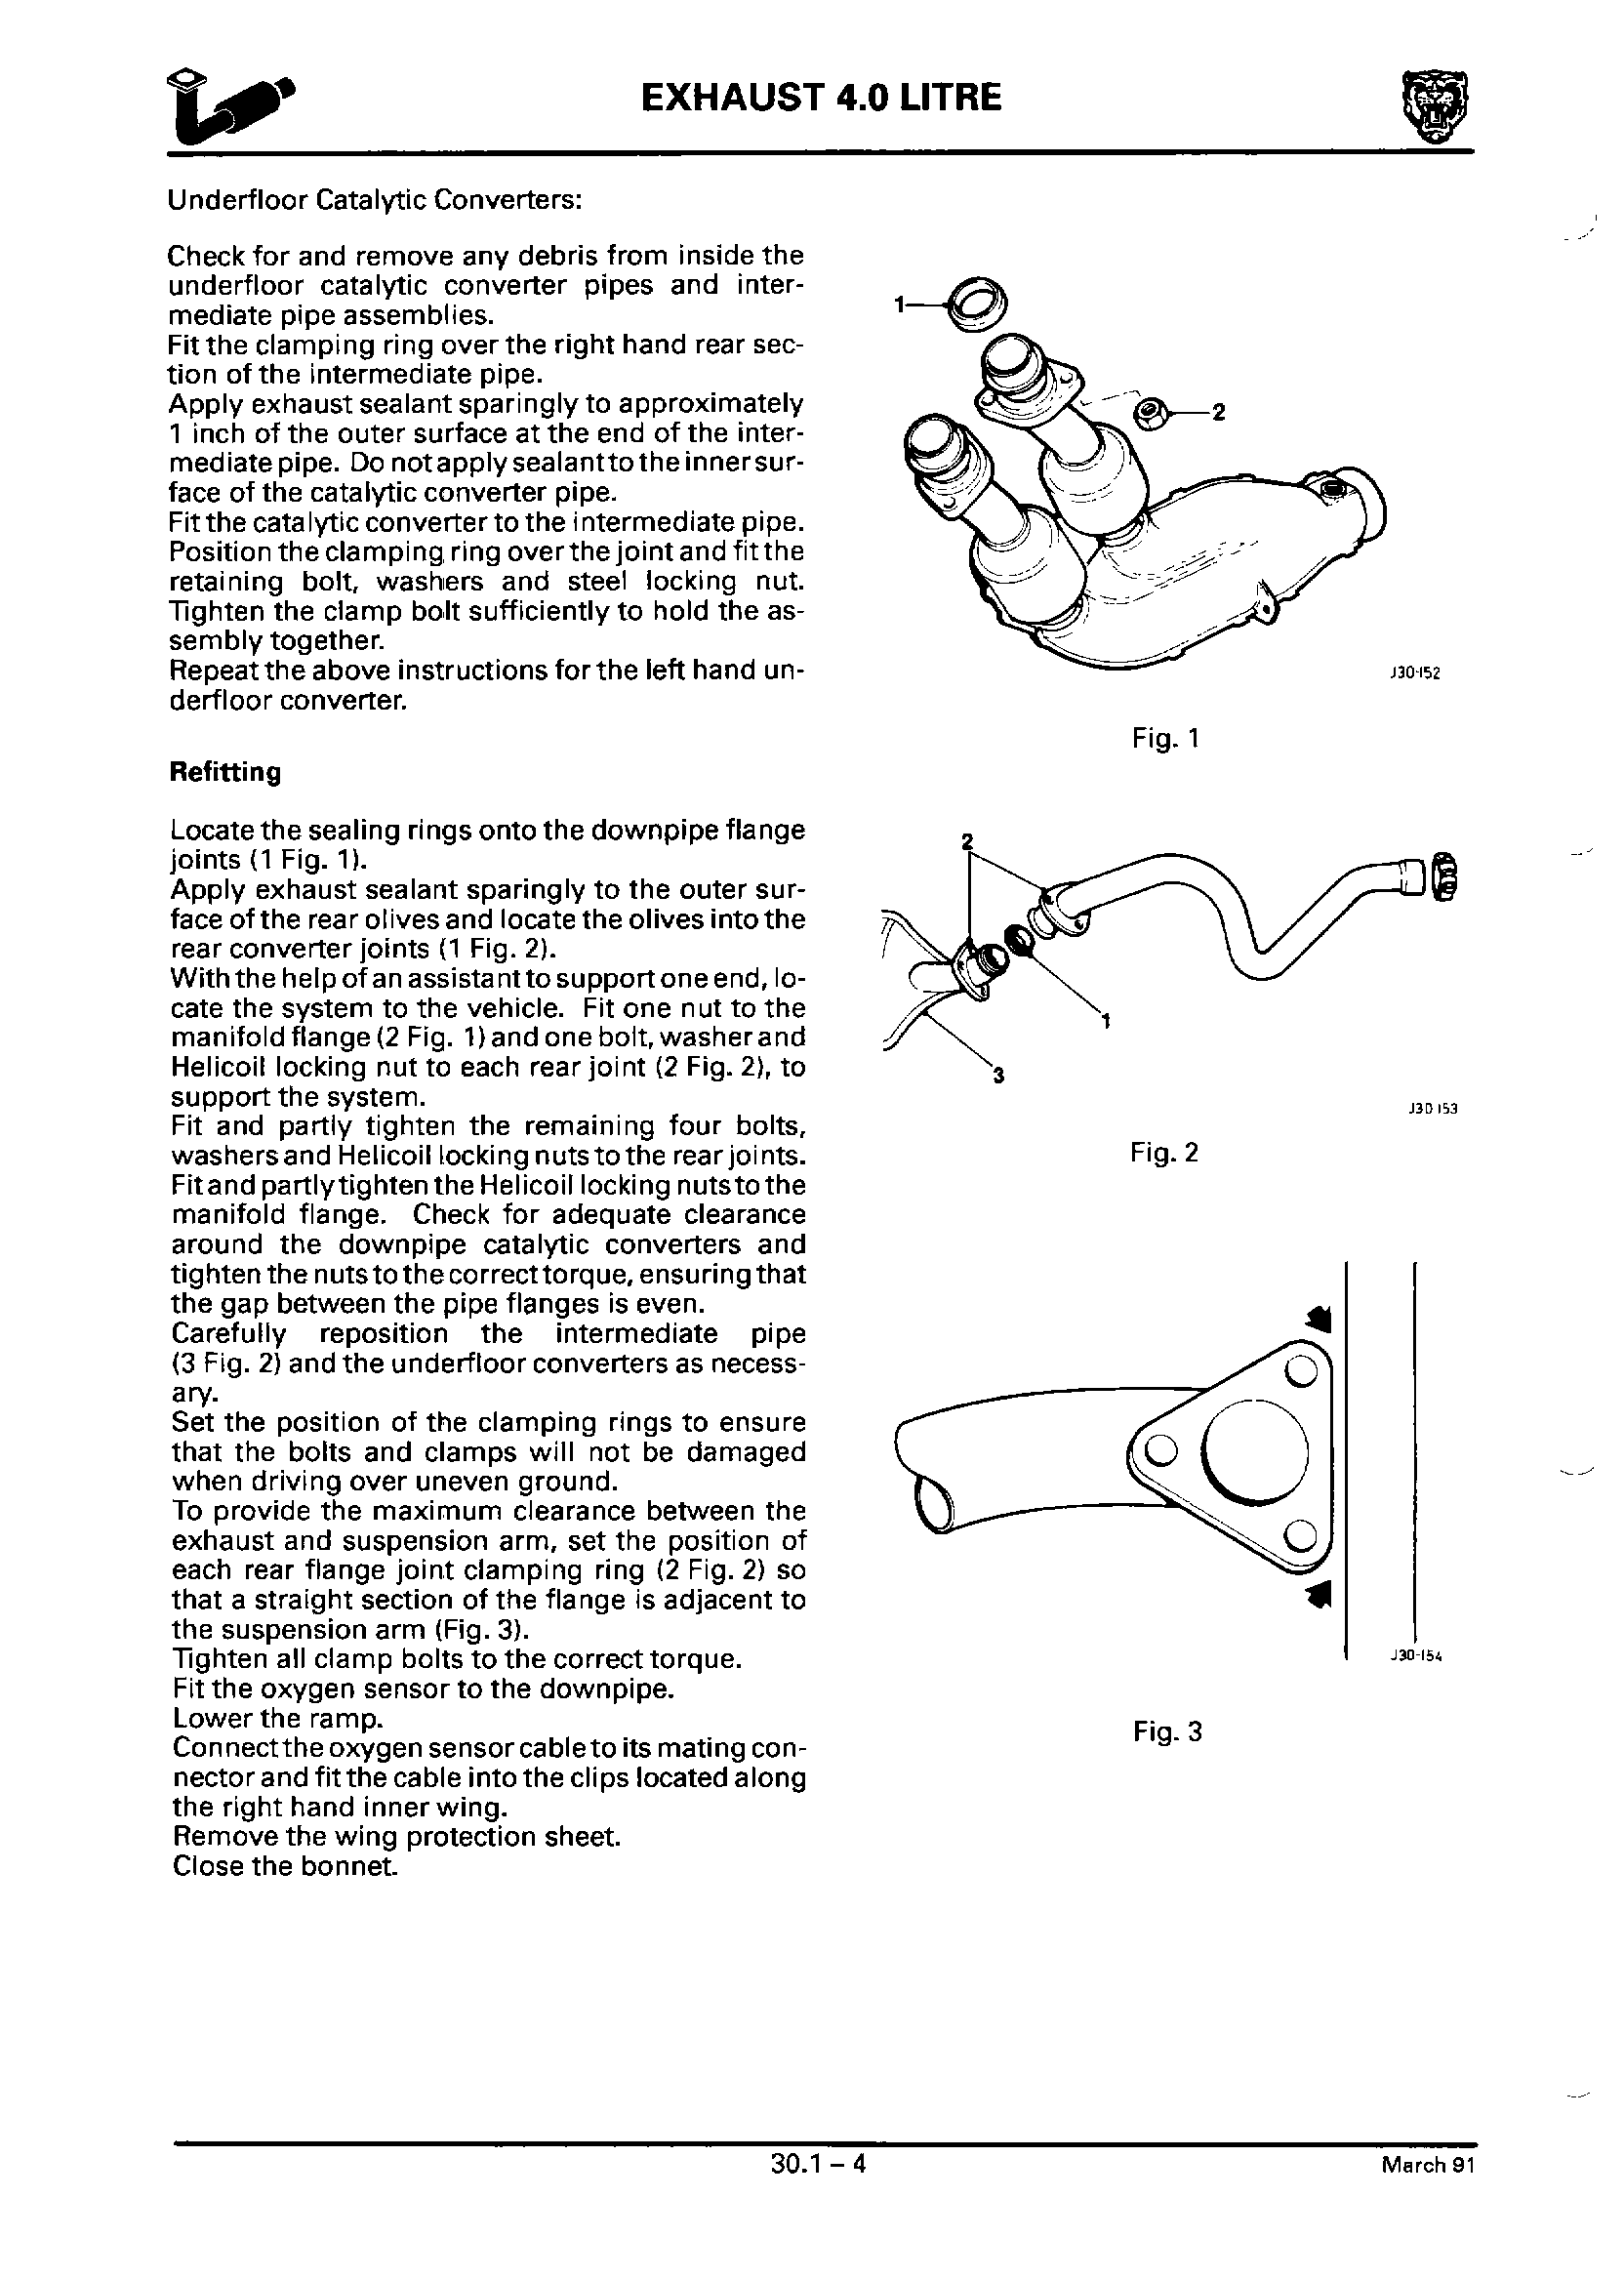 EXHAUST 4.0 LITRE
Underfloor Catalytic Converters:
Check for and remove any debris from inside the
underfloor catalytic converter pipes and inter-
mediate pipe assemblies.
Fit the clamping ring over the right hand rear sec-
tion of the intermediate pipe.
Apply exhaust sealant sparingly to approximately
1 inch of the outer surface at the end of the inter-
mediate pipe. Do not apply sealant to the inner sur-
face of the catalytic converter pipe.
Fit the catalytic converter to the intermediate pipe.
Position the clamping ring over the joint and fit the
retaining bolt, washers and steel locking nut.
Tighten the clamp bolt sufficiently to hold the as-
sembly together.
Repeat the above instructions for the left hand un-
derfloor converter.
Refitting
Locate the sealing rings onto the downpipe flange
joints (1 Fig. 1).
Apply exhaust sealant sparingly to the outer sur-
face of the rear olives and locate the olives into the
rear converter joints (1 Fig. 2).
With the help of an assistant to support one end, lo-
cate the system to the vehicle. Fit one nut to the
manifold flange (2 Fig. 1) and one bolt, washer and
Helicoil locking nut to each rear joint (2 Fig. 2), to
support the system.
Fit and partly tighten the remaining four bolts,
washers and Helicoil locking nuts to the rear joints.
Fit and partly tighten the Helicoil locking nuts to the
manifold flange. Check for adequate clearance
around the downpipe catalytic converters and
tighten the nuts to the correct torque, ensuring that
the gap between the pipe flanges is even.
Carefully reposition the intermediate pipe
(3 Fig. 2) and the underfloor converters as necess-
ary.
Set the position of the clamping rings to ensure
that the bolts and clamps will not be damaged
when driving over uneven ground.
To provide the maximum clearance between the
exhaust and suspension arm, set the position of
each rear flange joint clamping ring (2 Fig. 2) so
that a straight section of the flange is adjacent to
the suspension arm (Fig. 3).
Tighten all clamp bolts to the correct torque.
Fit the oxygen sensor to the downpipe.
Lower the ramp.
Connect the oxygen sensor cable to its mating con-
nector and fit the cable into the clips located along
the right hand inner wing.
Remove the wing protection sheet.
Close the bonnet.
1
2
J30-152
Fig. 1
2
1
3
J30 153
Fig. 2
J30-154
Fig. 3
30.1 – 4
March 91